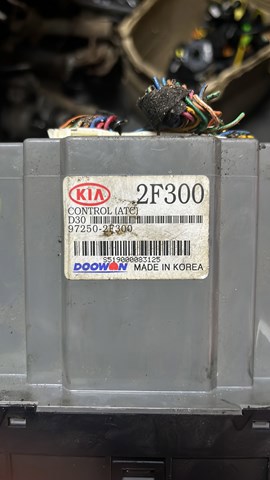 KIA 2F300
CONTROL (ATC)
D30
97250-2F300
S519000083125
DOOWON MADE IN KOREA